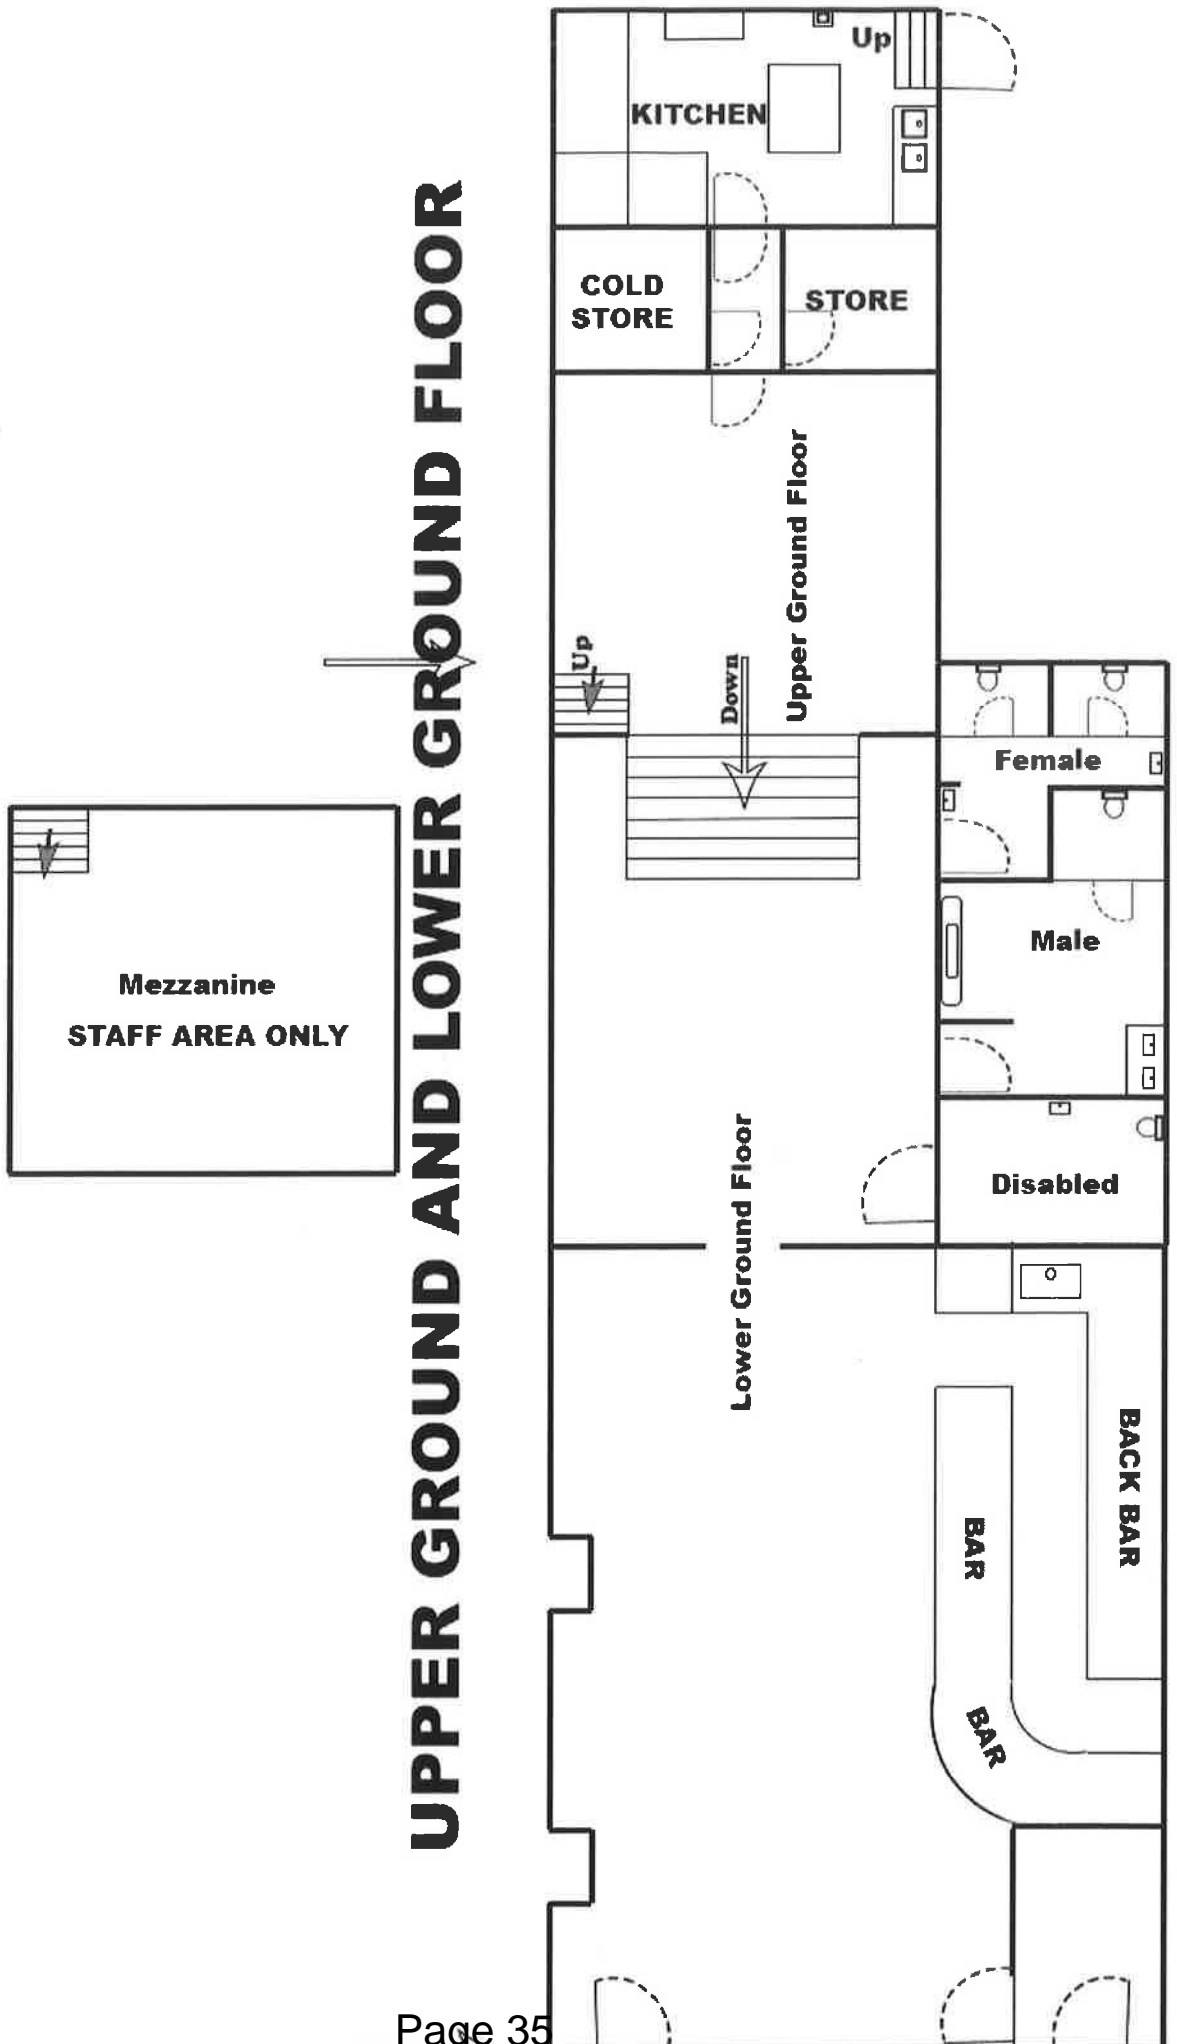 Up
KITCHEN
COLD
STORE
STORE
UPPER GROUND AND LOWER GROUND FLOOR
Upper Ground Floor
Up
Down
Female
Mezzanine
STAFF AREA ONLY
Male
Disabled
Lower Ground Floor
BACK BAR
BAR
BAR
Page 35